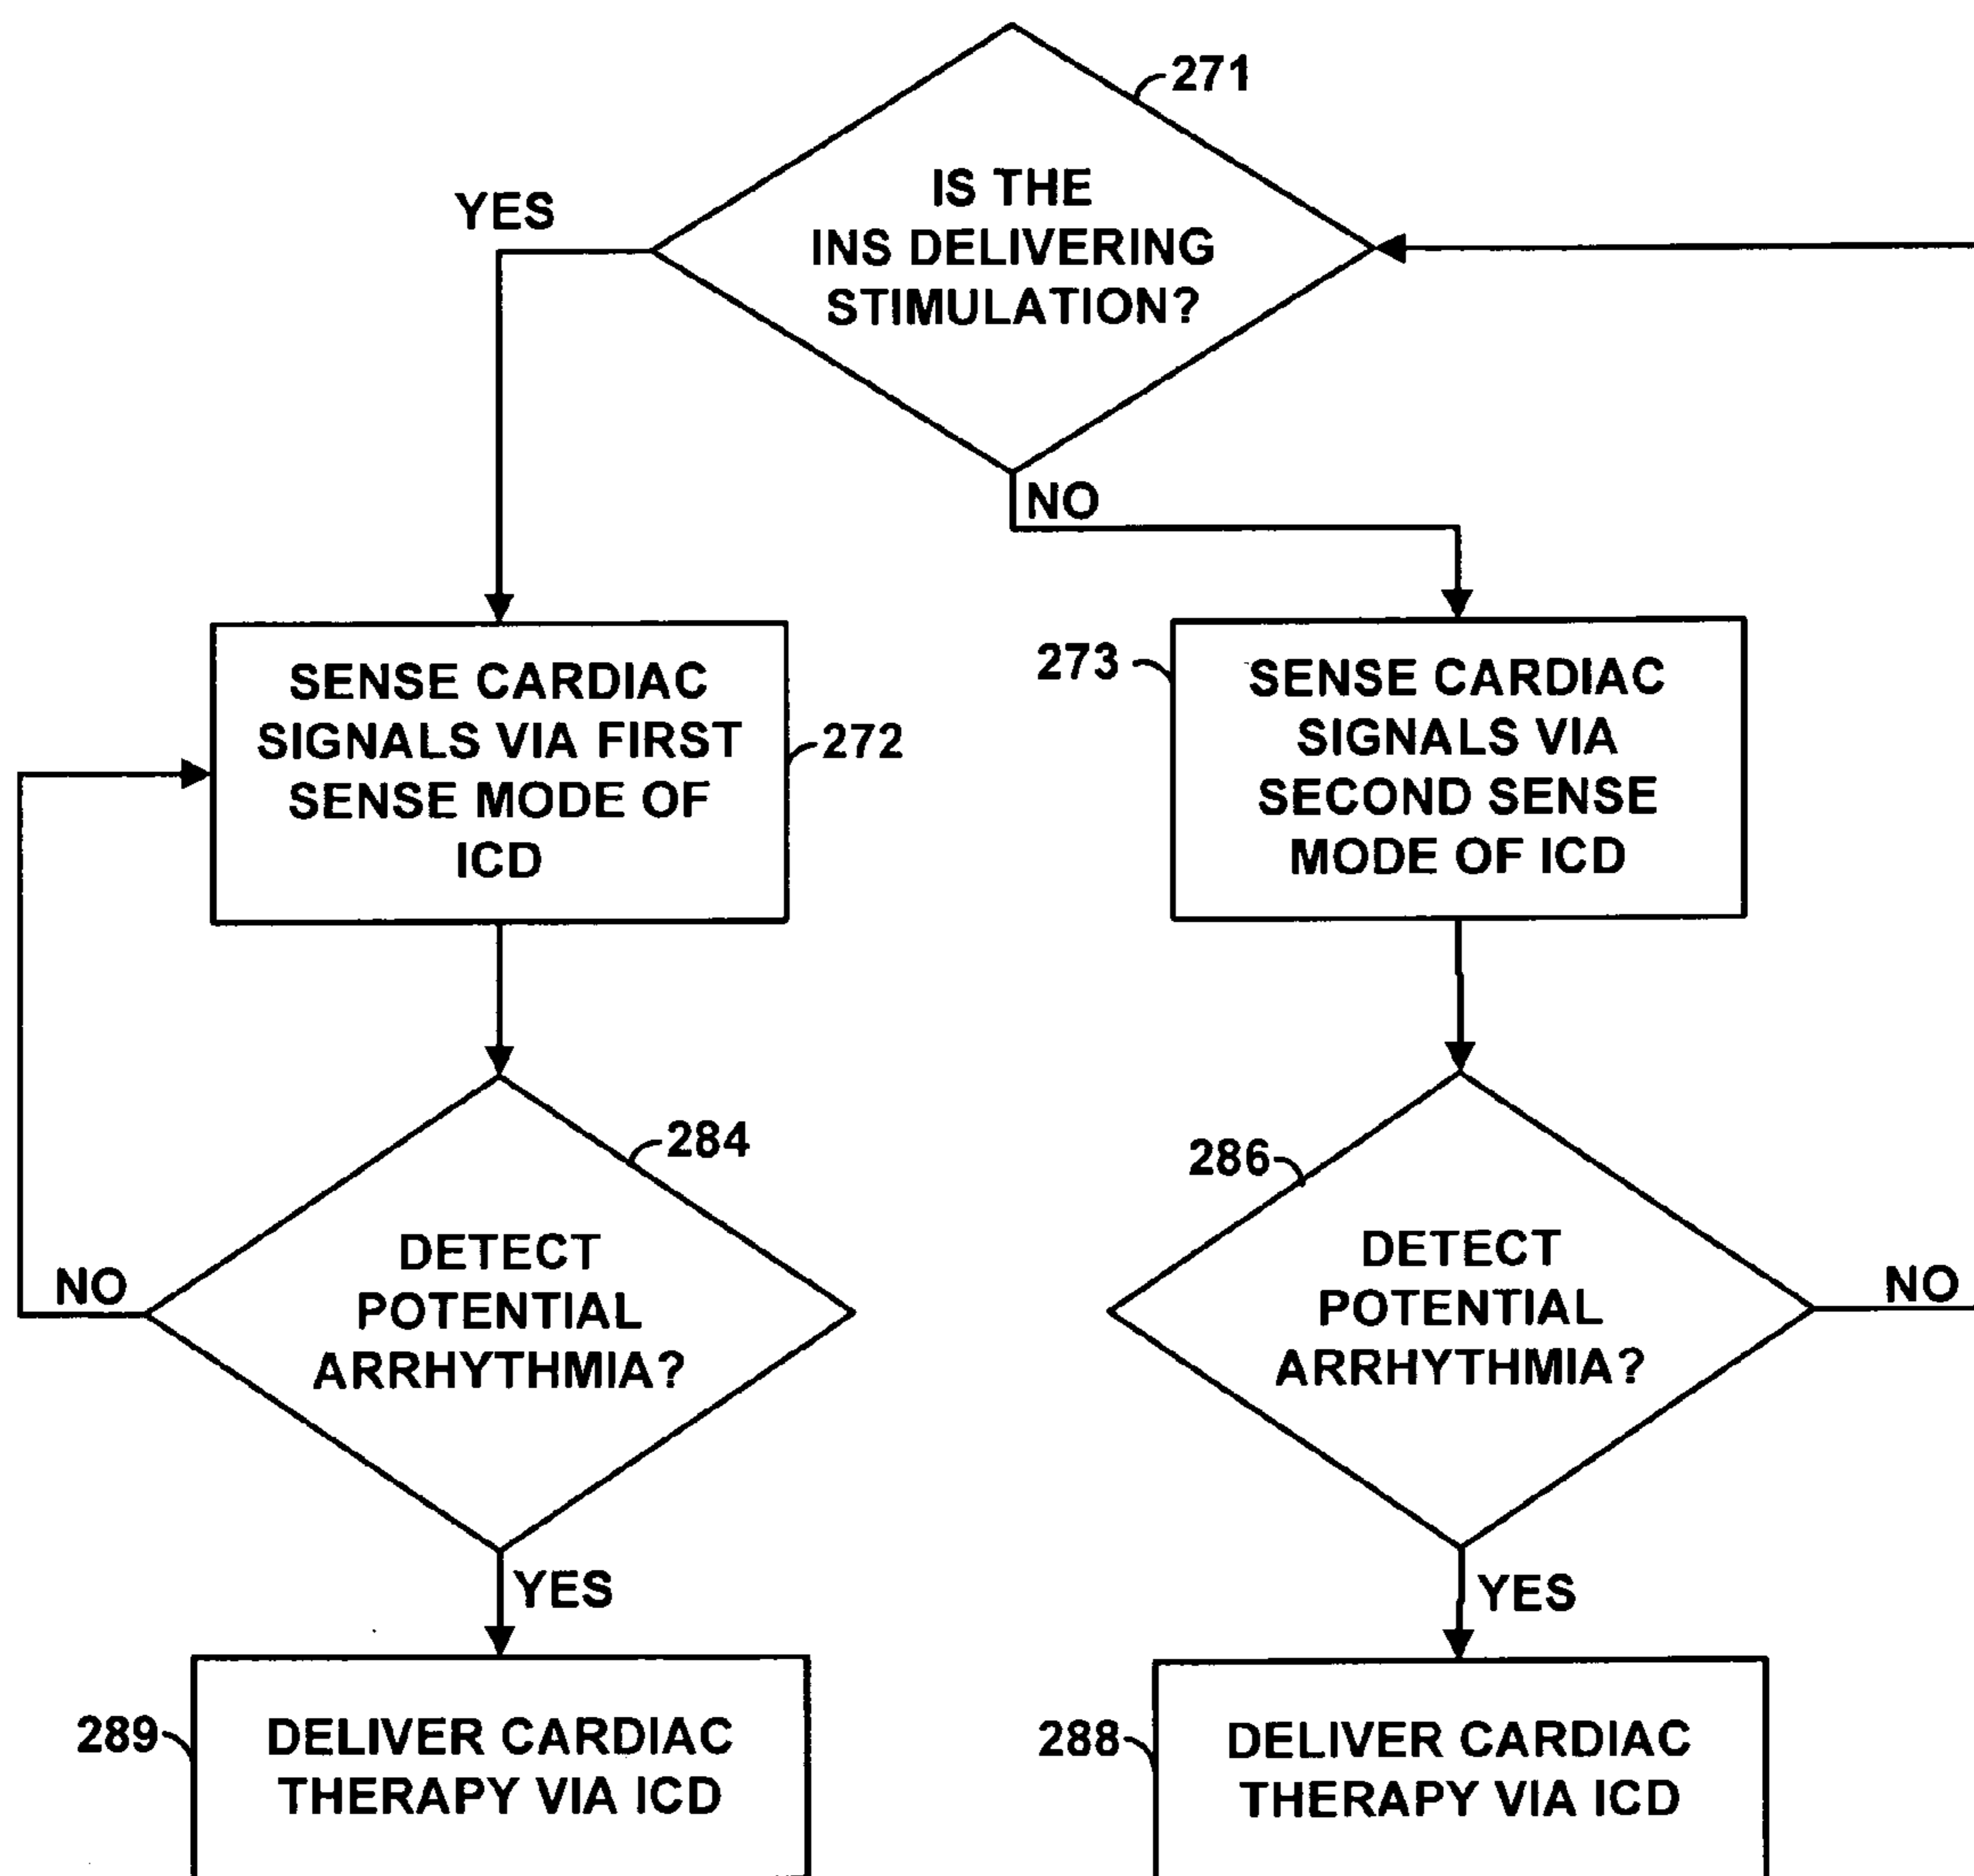 271
IS THE
INS DELIVERING
STIMULATION?
YES
NO
SENSE CARDIAC
SIGNALS VIA FIRST
SENSE MODE OF
ICD
272
273
SENSE CARDIAC
SIGNALS VIA
SECOND SENSE
MODE OF ICD
284
DETECT
POTENTIAL
ARRHYTHMIA?
NO
YES
286
DETECT
POTENTIAL
ARRHYTHMIA?
NO
YES
289
DELIVER CARDIAC
THERAPY VIA ICD
288
DELIVER CARDIAC
THERAPY VIA ICD